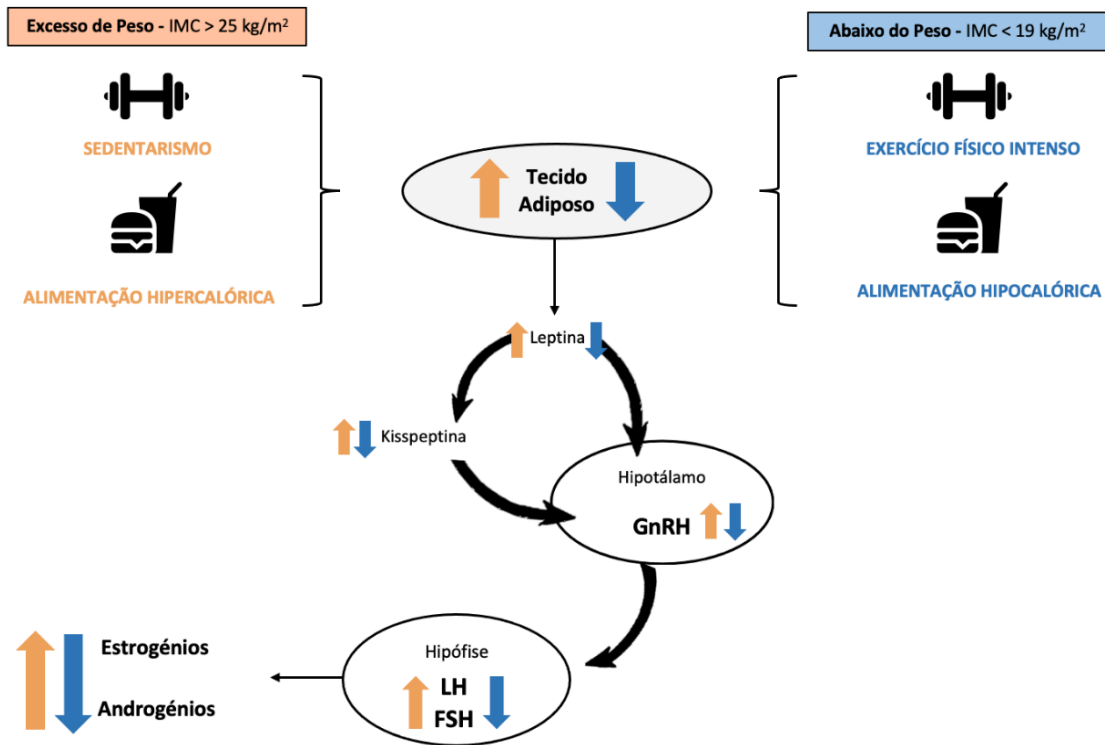 Excesso de Peso - IMC > 25 kg/m²
Abaixo do Peso - IMC < 19 kg/m²
SEDENTARISMO
EXERCÍCIO FÍSICO INTENSO
Tecido
Adiposo
ALIMENTAÇÃO HIPERCALÓRICA
ALIMENTAÇÃO HIPOCALÓRICA
Leptina
Kisspeptina
Hipotálamo
GnRH
Hipófise
LH
FSH
Estrogénios
Androgénios